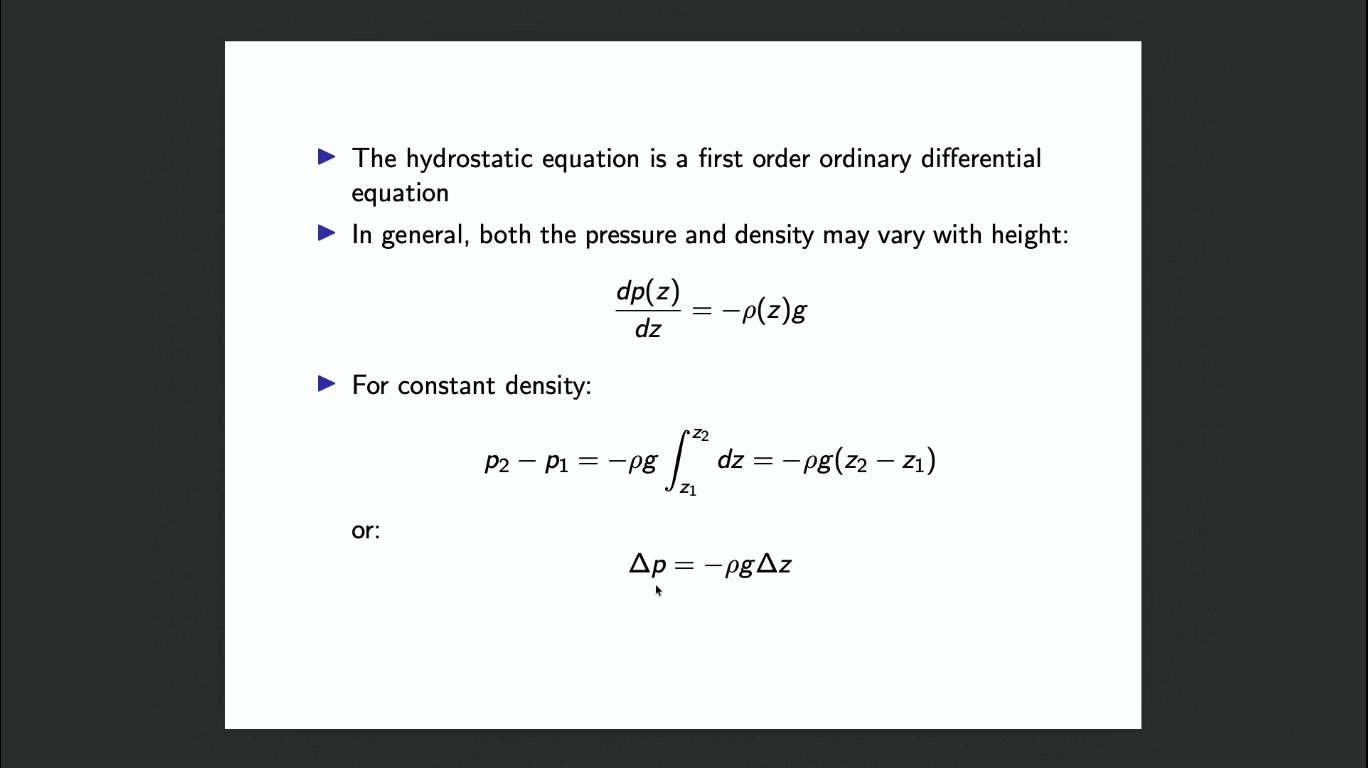 ▶ The hydrostatic equation is a first order ordinary differential
equation
▶ In general, both the pressure and density may vary with height:
dp(z)/dz = −ρ(z)g
▶ For constant density:
p₂ − p₁ = −ρg ∫_{z₁}^{z₂} dz = −ρg(z₂ − z₁)
or:
Δp = −ρgΔz